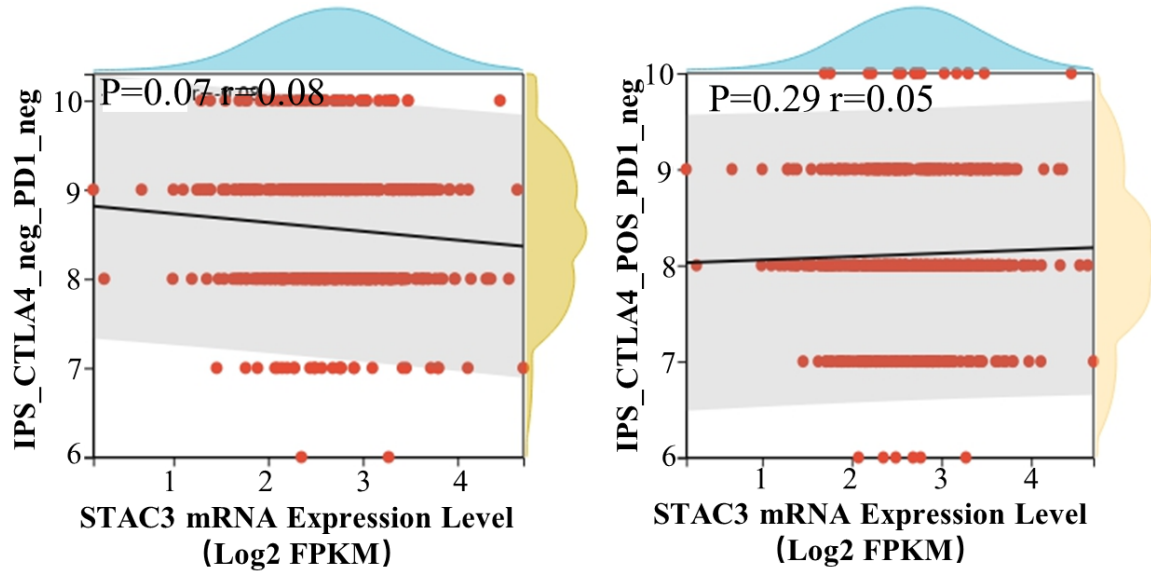 P=0.07 r=0.08
IPS_CTLA4_neg_PD1_neg
10
9
8
7
6
1 2 3 4
STAC3 mRNA Expression Level
(Log2 FPKM)
P=0.29 r=0.05
IPS_CTLA4_POS_PD1_neg
10
9
8
7
6
1 2 3 4
STAC3 mRNA Expression Level
(Log2 FPKM)